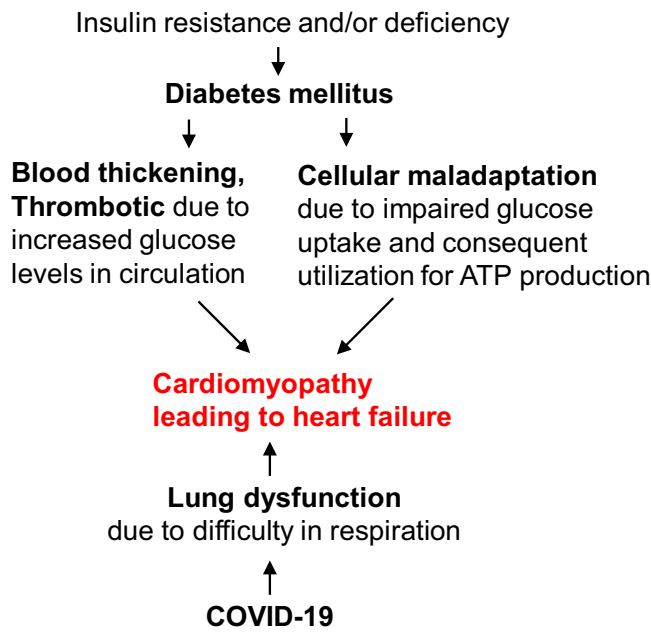 Insulin resistance and/or deficiency
Diabetes mellitus
Blood thickening,
Thrombotic due to
increased glucose
levels in circulation
Cellular maladaptation
due to impaired glucose
uptake and consequent
utilization for ATP production
Cardiomyopathy
leading to heart failure
Lung dysfunction
due to difficulty in respiration
COVID-19